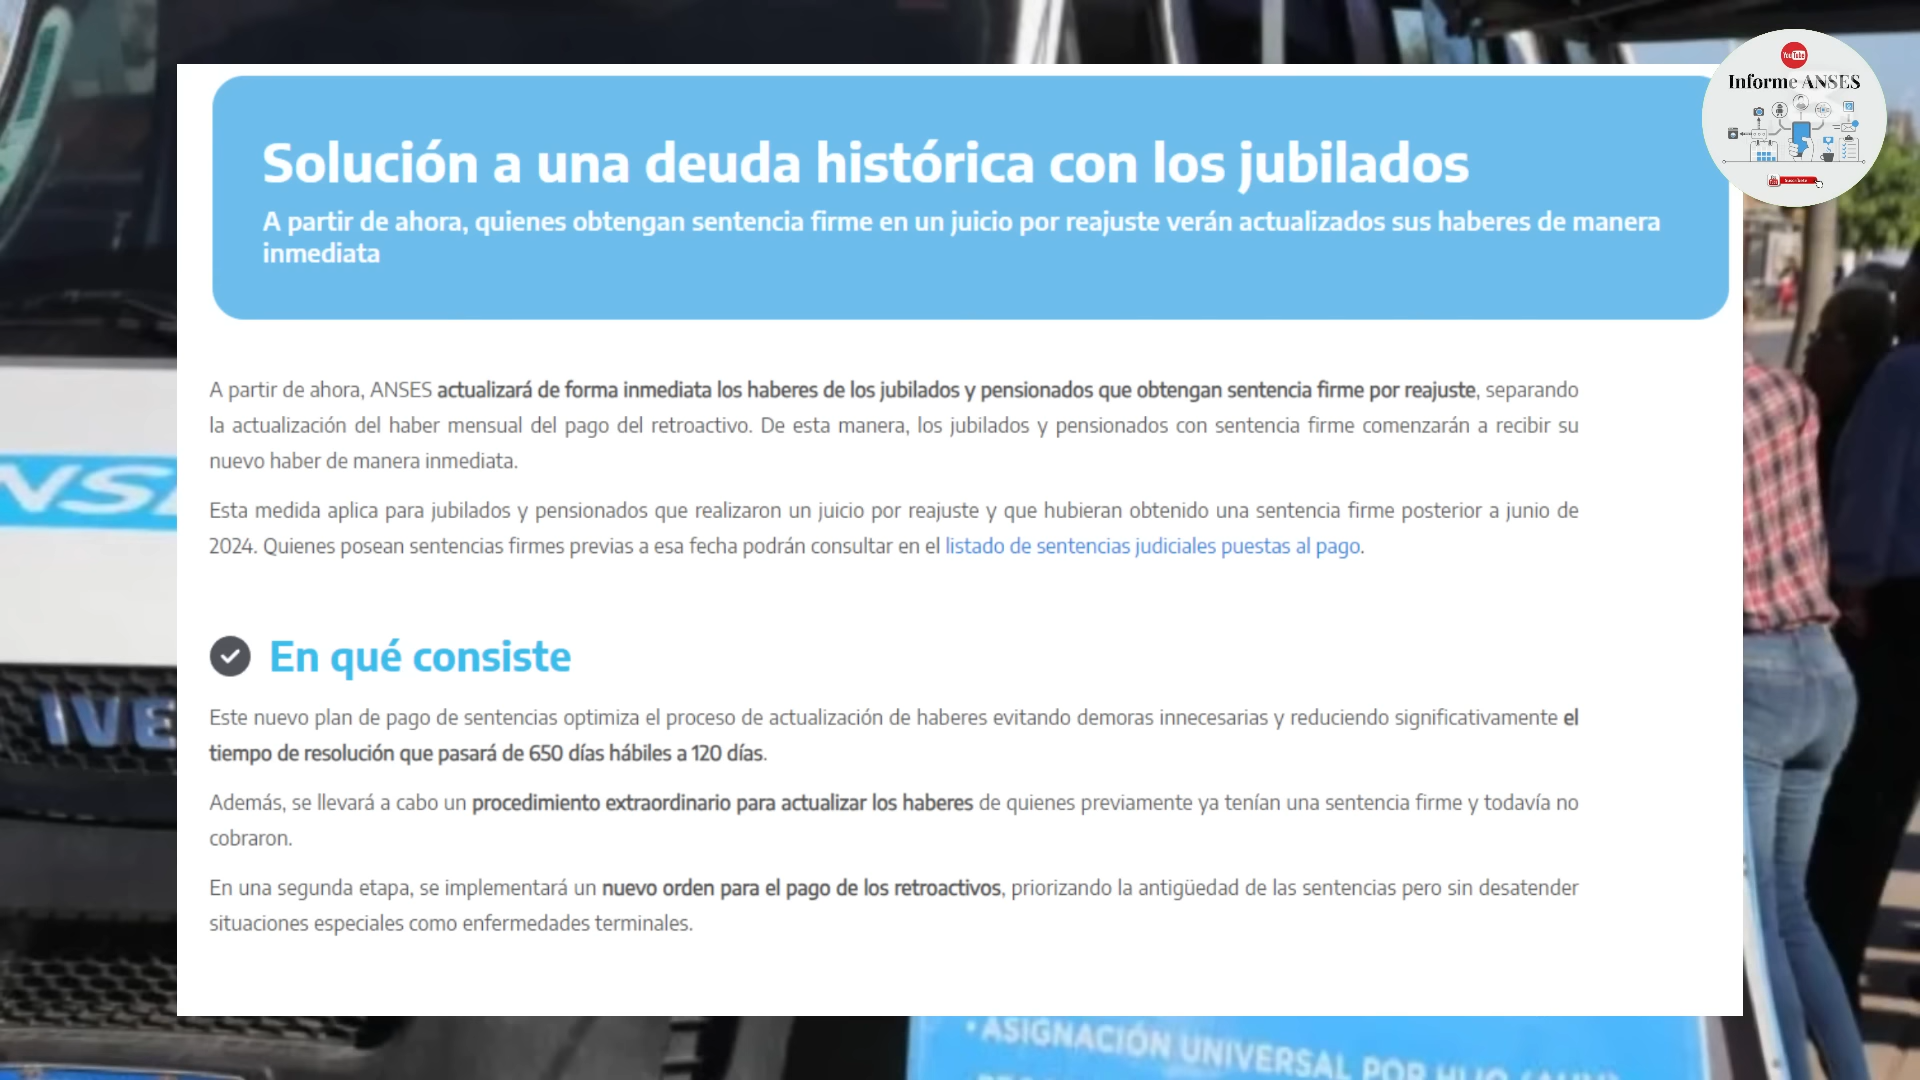 YouTube
Informe ANSES
Suscríbete
Solución a una deuda histórica con los jubilados
A partir de ahora, quienes obtengan sentencia firme en un juicio por reajuste verán actualizados sus haberes de manera
inmediata
A partir de ahora, ANSES actualizará de forma inmediata los haberes de los jubilados y pensionados que obtengan sentencia firme por reajuste, separando
la actualización del haber mensual del pago del retroactivo. De esta manera, los jubilados y pensionados con sentencia firme comenzarán a recibir su
nuevo haber de manera inmediata.
Esta medida aplica para jubilados y pensionados que realizaron un juicio por reajuste y que hubieran obtenido una sentencia firme posterior a junio de
2024. Quienes posean sentencias firmes previas a esa fecha podrán consultar en el listado de sentencias judiciales puestas al pago.
NS
En qué consiste
IVE
Este nuevo plan de pago de sentencias optimiza el proceso de actualización de haberes evitando demoras innecesarias y reduciendo significativamente el
tiempo de resolución que pasará de 650 días hábiles a 120 días.
Además, se llevará a cabo un procedimiento extraordinario para actualizar los haberes de quienes previamente ya tenían una sentencia firme y todavía no
cobraron.
En una segunda etapa, se implementará un nuevo orden para el pago de los retroactivos, priorizando la antigüedad de las sentencias pero sin desatender
situaciones especiales como enfermedades terminales.
• ASIGNACIÓN UNIVERSAL POR HIJO (AUH)